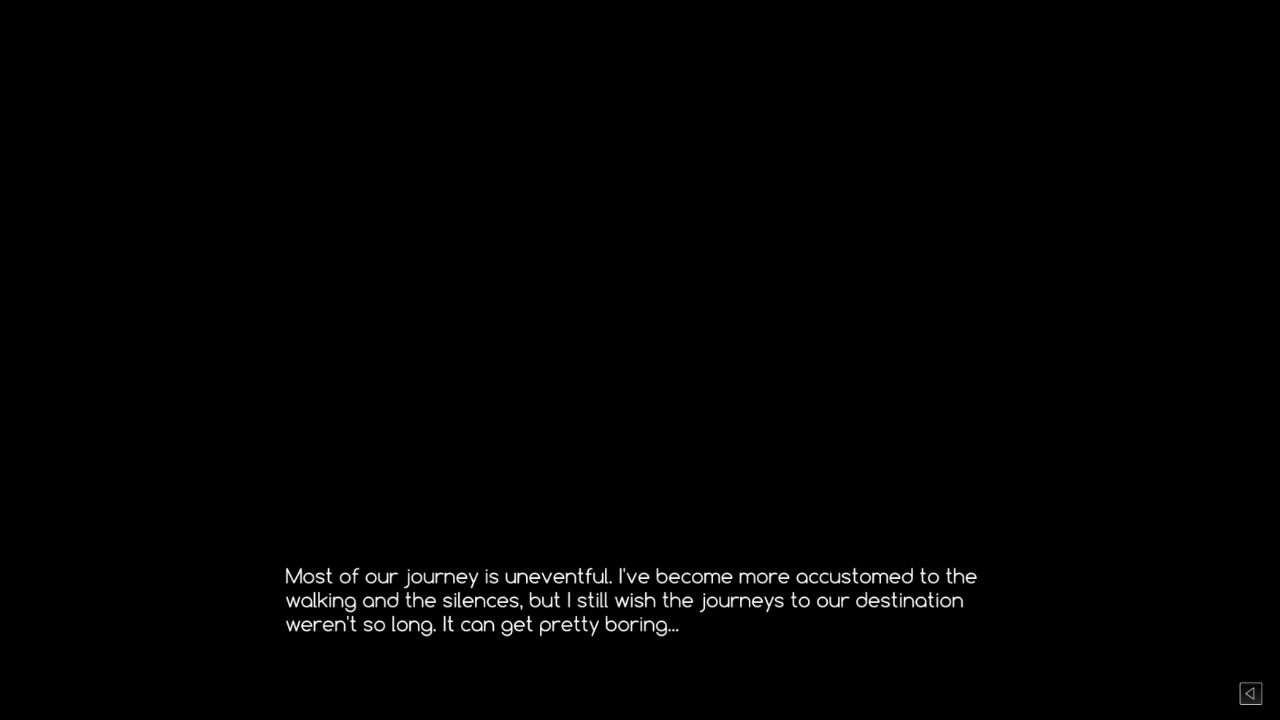 Most of our journey is uneventful. I've become more accustomed to the
walking and the silences, but I still wish the journeys to our destination
weren't so long. It can get pretty boring...